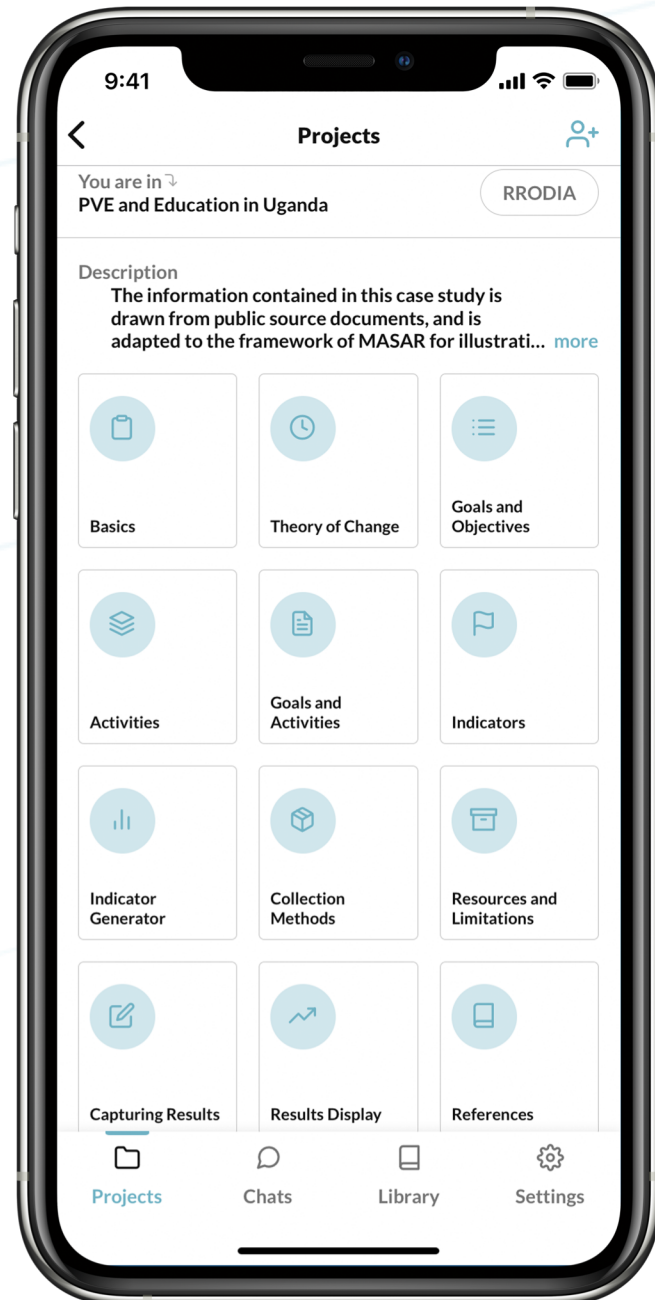 9:41
Projects
You are in
PVE and Education in Uganda
RRODIA
Description
The information contained in this case study is
drawn from public source documents, and is
adapted to the framework of MASAR for illustrati... more
Basics
Theory of Change
Goals and
Objectives
Activities
Goals and
Activities
Indicators
Indicator
Generator
Collection
Methods
Resources and
Limitations
Capturing Results
Results Display
References
Projects
Chats
Library
Settings